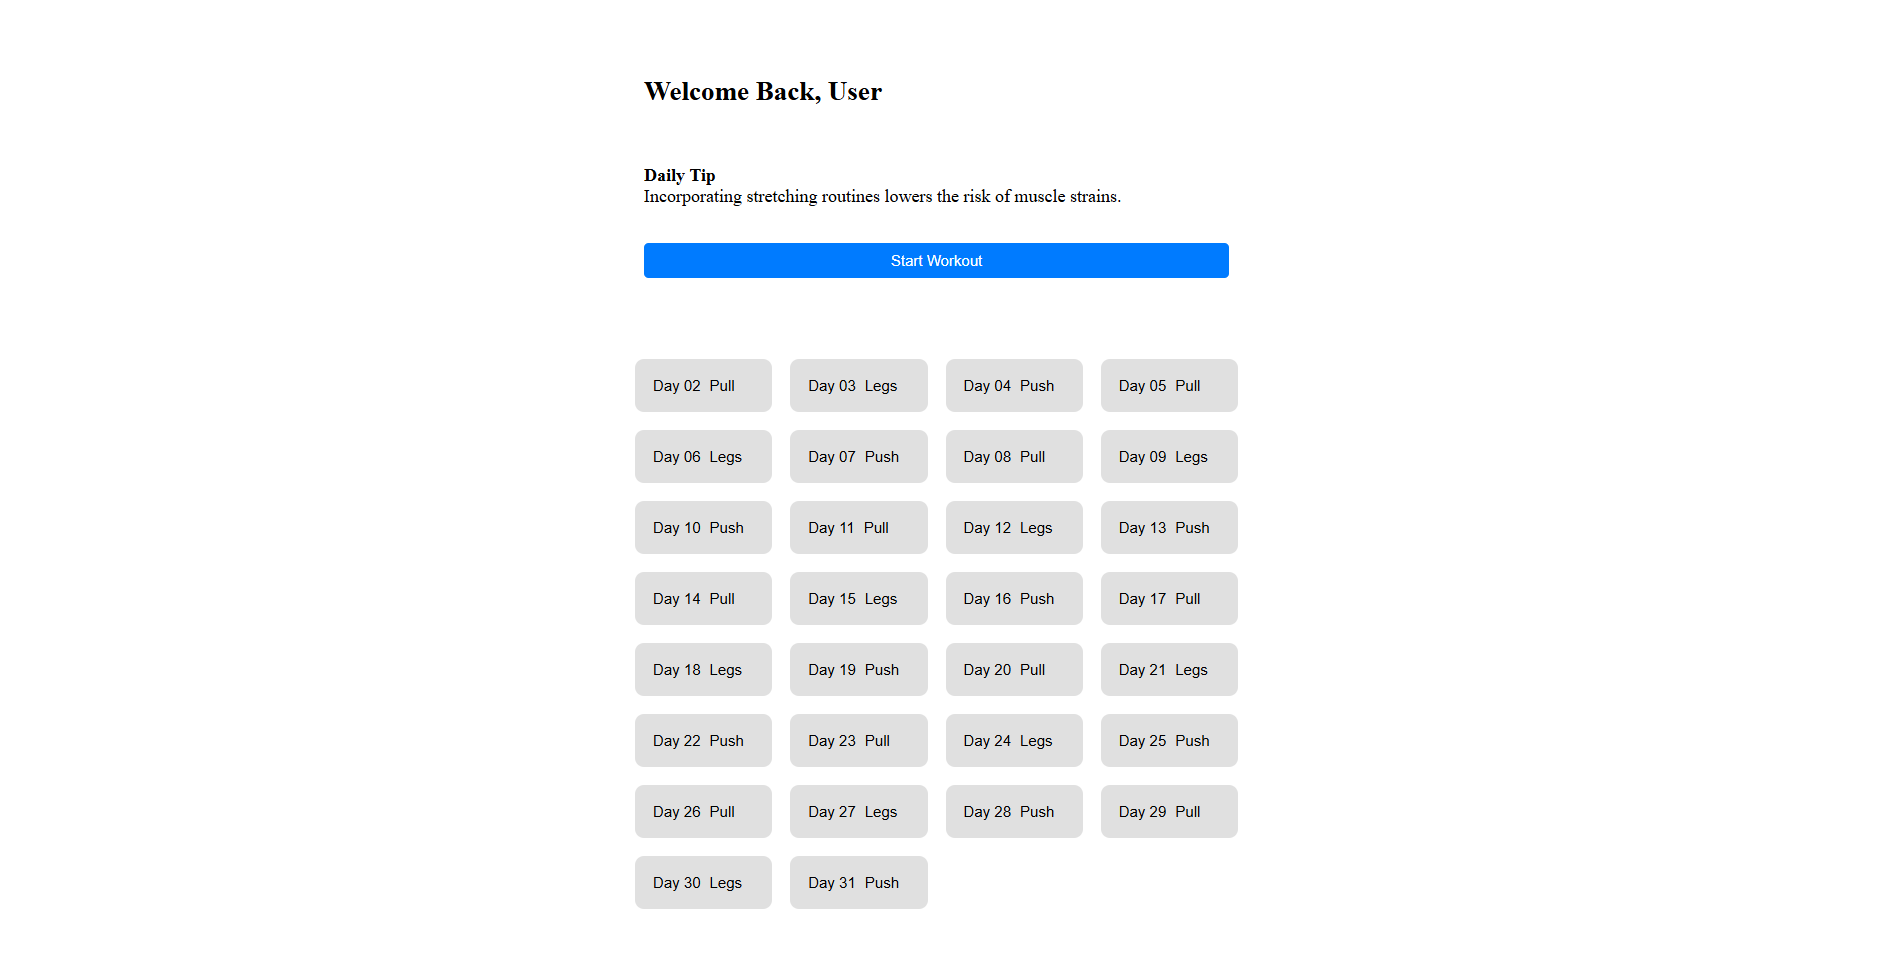 Welcome Back, User
Daily Tip
Incorporating stretching routines lowers the risk of muscle strains.
Start Workout
Day 02 Pull
Day 03 Legs
Day 04 Push
Day 05 Pull
Day 06 Legs
Day 07 Push
Day 08 Pull
Day 09 Legs
Day 10 Push
Day 11 Pull
Day 12 Legs
Day 13 Push
Day 14 Pull
Day 15 Legs
Day 16 Push
Day 17 Pull
Day 18 Legs
Day 19 Push
Day 20 Pull
Day 21 Legs
Day 22 Push
Day 23 Pull
Day 24 Legs
Day 25 Push
Day 26 Pull
Day 27 Legs
Day 28 Push
Day 29 Pull
Day 30 Legs
Day 31 Push